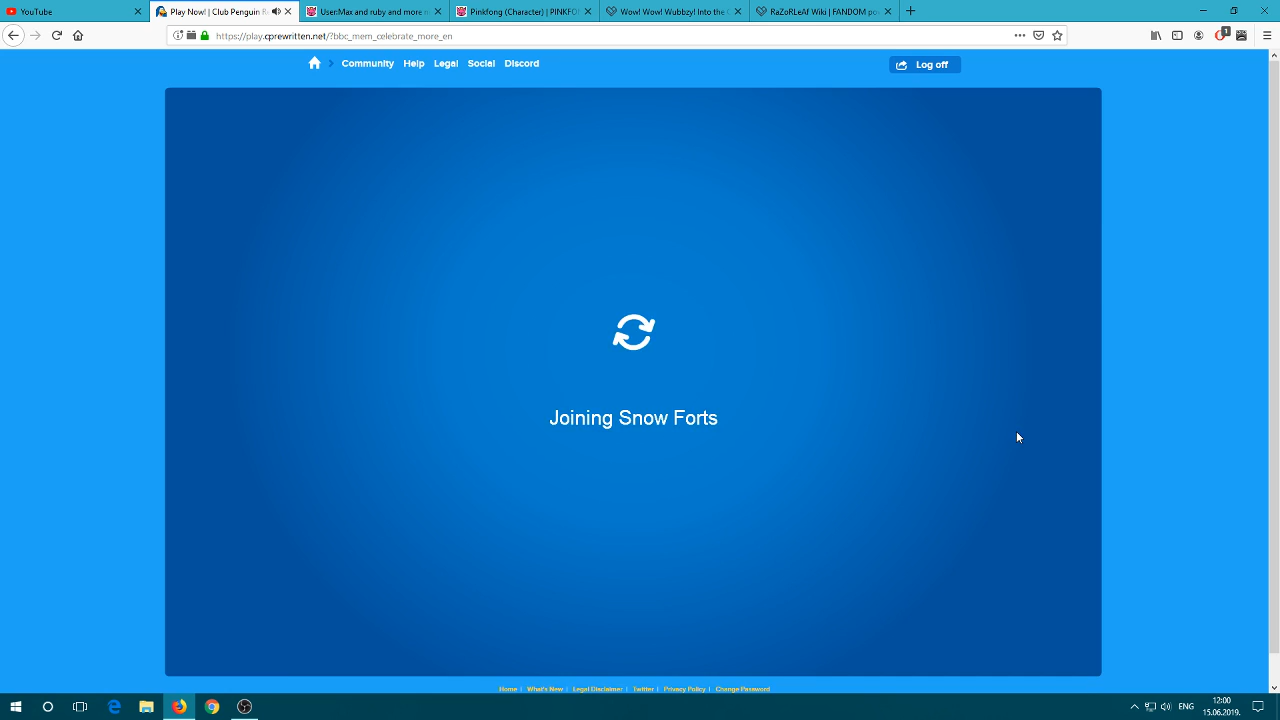 YouTube
Play Now! | Club Penguin Re
User:Max and ruby and more n
Pinkfong (Character) | PINKFO
Wow! Wow! Wubbzy! Into the C
RaZoRLeAf Wiki | FANDOM po
https://play.cprewritten.net/?bbc_mem_celebrate_more_en
1
Community Help Legal Social Discord
Log off
Joining Snow Forts
Home | What's New | Legal Disclaimer | Twitter | Privacy Policy | Change Password
ENG
12:00
15.06.2019.